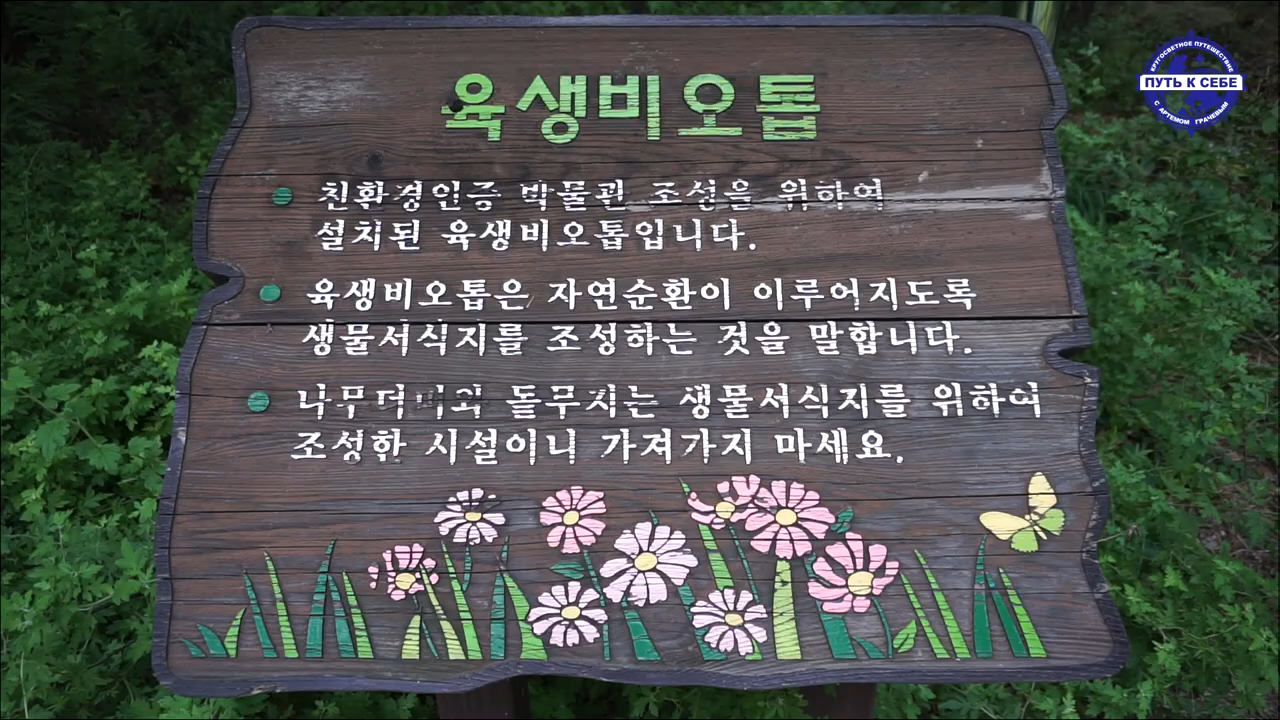 КРУГОСВЕТНОЕ ПУТЕШЕСТВИЕ
ПУТЬ К СЕБЕ
С АРТЕМОМ ГРАЧЕВЫМ
육생비오톱
친환경인증 박물관 조성을 위하여
설치된 육생비오톱입니다.
육생비오톱은 자연순환이 이루어지도록
생물서식지를 조성하는 것을 말합니다.
나무더미와 돌무지는 생물서식지를 위하여
조성한 시설이니 가져가지 마세요.